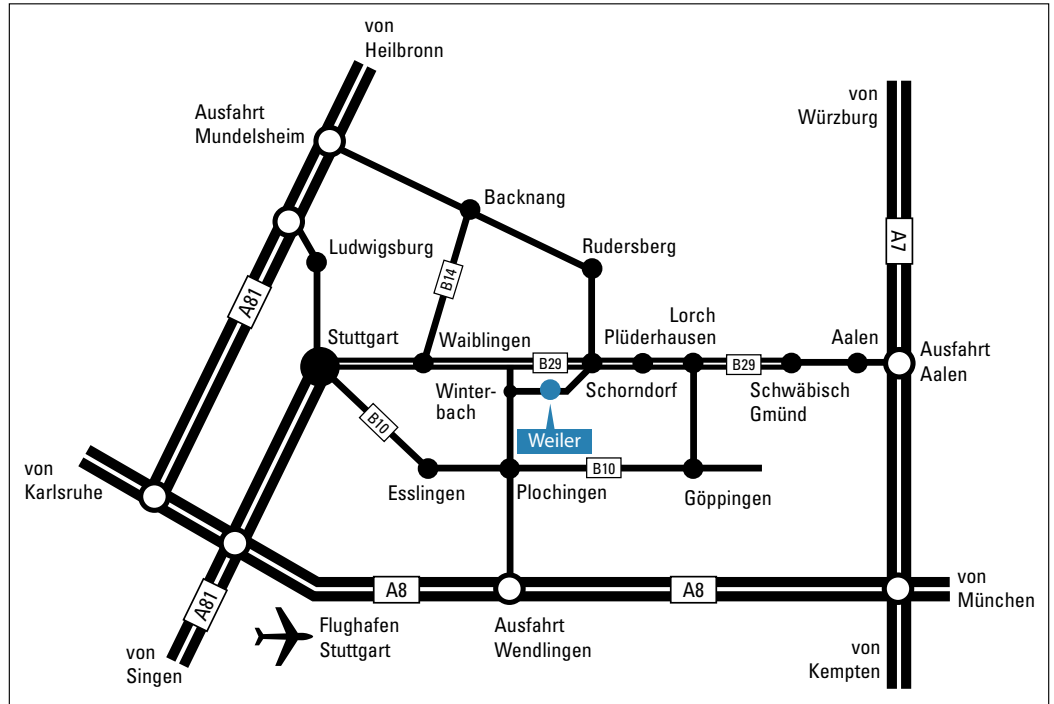 von
Heilbronn
Ausfahrt
Mundelsheim
von
Würzburg
Backnang
Ludwigsburg
Rudersberg
A7
B14
A81
Lorch
Stuttgart
Waiblingen
Plüderhausen
Aalen
Ausfahrt
Aalen
B29
B29
Winter-
bach
Schorndorf
Schwäbisch
Gmünd
B10
Weiler
von
Karlsruhe
B10
Esslingen
Plochingen
Göppingen
A8
A8
A81
von
München
Flughafen
Stuttgart
Ausfahrt
Wendlingen
von
Singen
von
Kempten